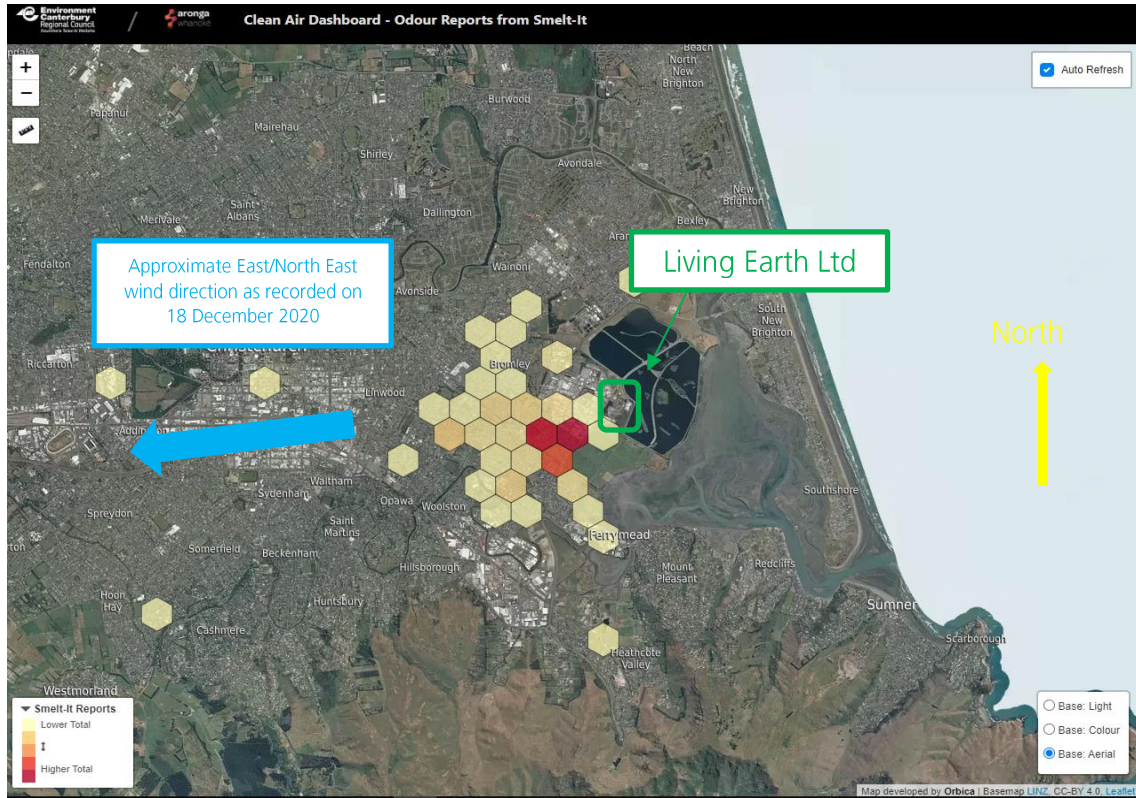 Environment
Canterbury
Regional Council
Kaunihera Taiao ki Waitaha
/
aronga
whanoke
Clean Air Dashboard - Odour Reports from Smelt-It
+
−
Auto Refresh
Beach
North
New
Brighton
Papanui
Burwood
Mairehau
Shirley
Avondale
New
Brighton
Saint
Albans
Merivale
Dallington
Bexley
Fendalton
Wainoni
Avonside
Approximate East/North East
wind direction as recorded on
18 December 2020
Living Earth Ltd
South
New
Brighton
North
Riccarton
Bromley
Linwood
Addington
Waltham
Sydenham
Opawa
Woolston
Southshore
Spreydon
Saint
Martins
Ferrymead
Somerfield
Beckenham
Hillsborough
Mount
Pleasant
Redcliffs
Hoon
Hay
Huntsbury
Sumner
Cashmere
Scarborough
Heathcote
Valley
Westmorland
Smelt-It Reports
Lower Total
Higher Total
Base: Light
Base: Colour
Base: Aerial
Map developed by Orbica | Basemap LINZ, CC-BY 4.0, Leaflet